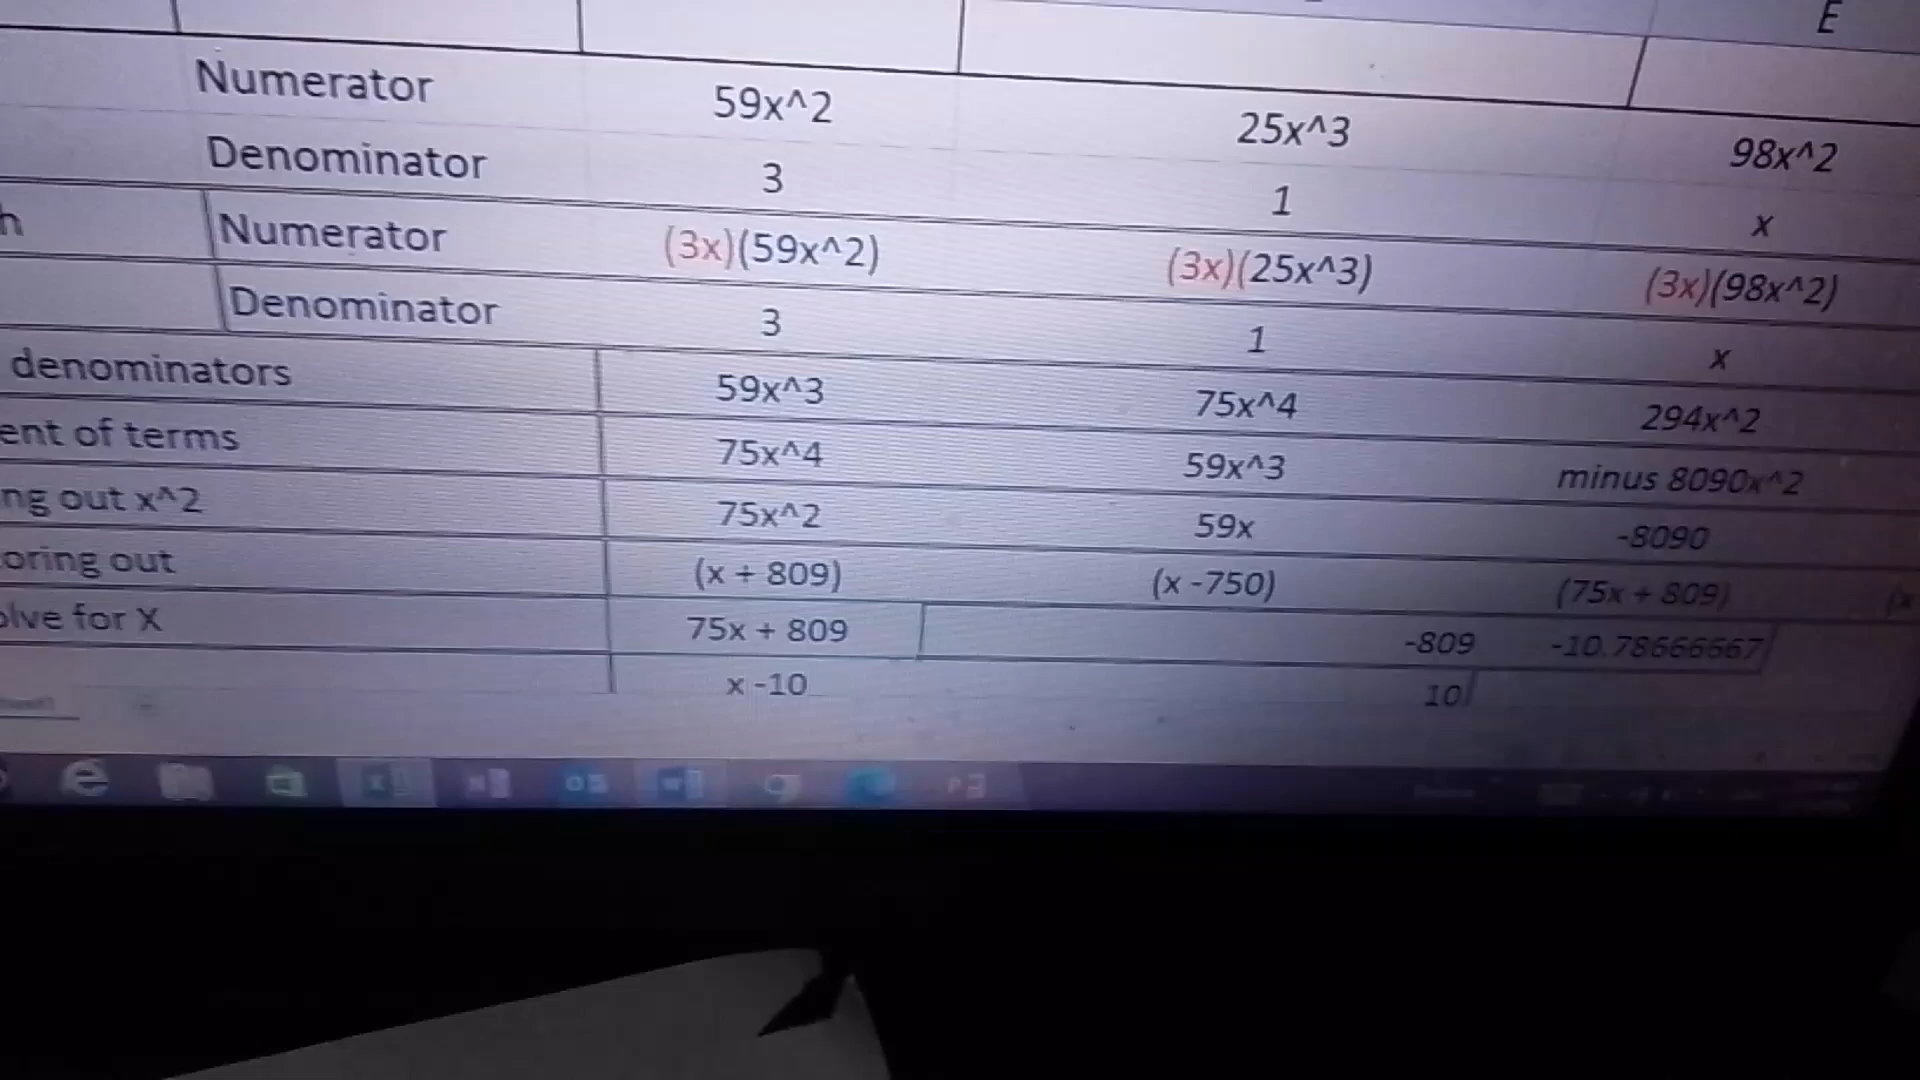 E
Numerator 59x^2 25x^3 98x^2
Denominator 3 1 x
h Numerator (3x)(59x^2) (3x)(25x^3) (3x)(98x^2)
Denominator 3 1 x
denominators 59x^3 75x^4 294x^2
ent of terms 75x^4 59x^3 minus 8090x^2
ng out x^2 75x^2 59x -8090
oring out (x + 809) (x -750) (75x + 809) (x
olve for X 75x + 809 -809 -10.78666667
x -10 10